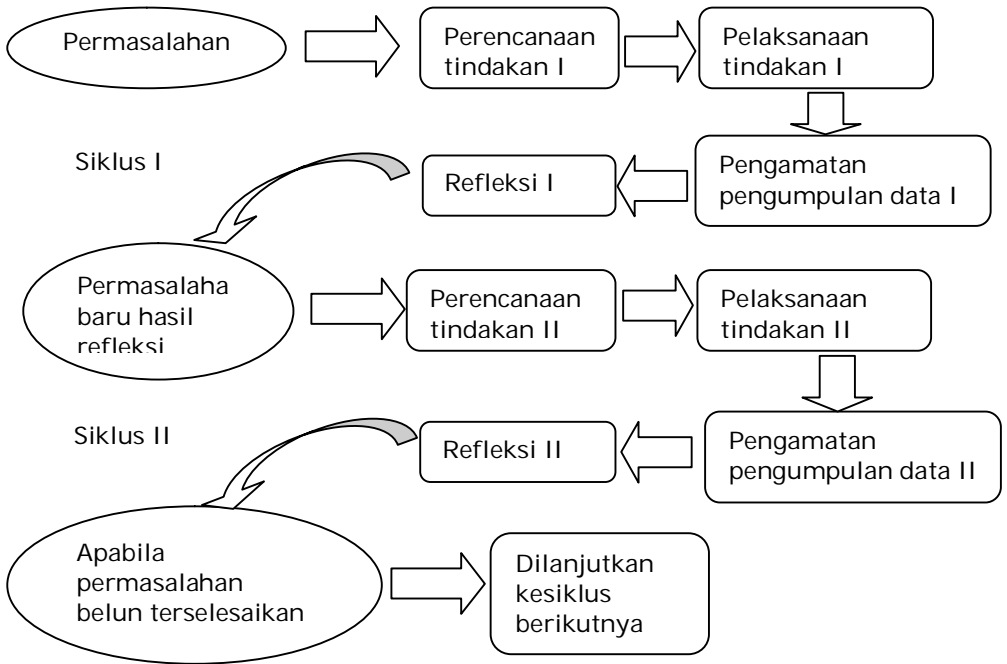 Permasalahan
Perencanaan
tindakan I
Pelaksanaan
tindakan I
Siklus I
Refleksi I
Pengamatan
pengumpulan data I
Permasalaha
baru hasil
refleksi
Perencanaan
tindakan II
Pelaksanaan
tindakan II
Siklus II
Refleksi II
Pengamatan
pengumpulan data II
Apabila
permasalahan
belun terselesaikan
Dilanjutkan
kesiklus
berikutnya